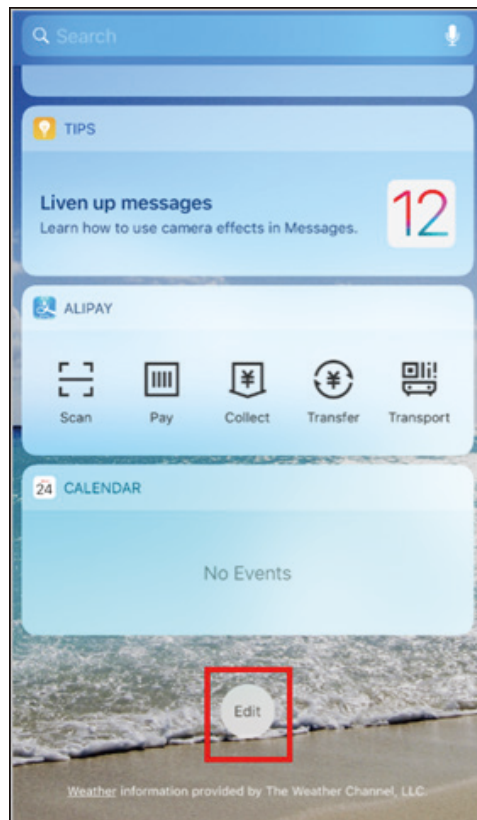 Search
TIPS
Liven up messages
Learn how to use camera effects in Messages.
12
ALIPAY
Scan Pay Collect Transfer Transport
24 CALENDAR
No Events
Edit
Weather information provided by The Weather Channel, LLC.